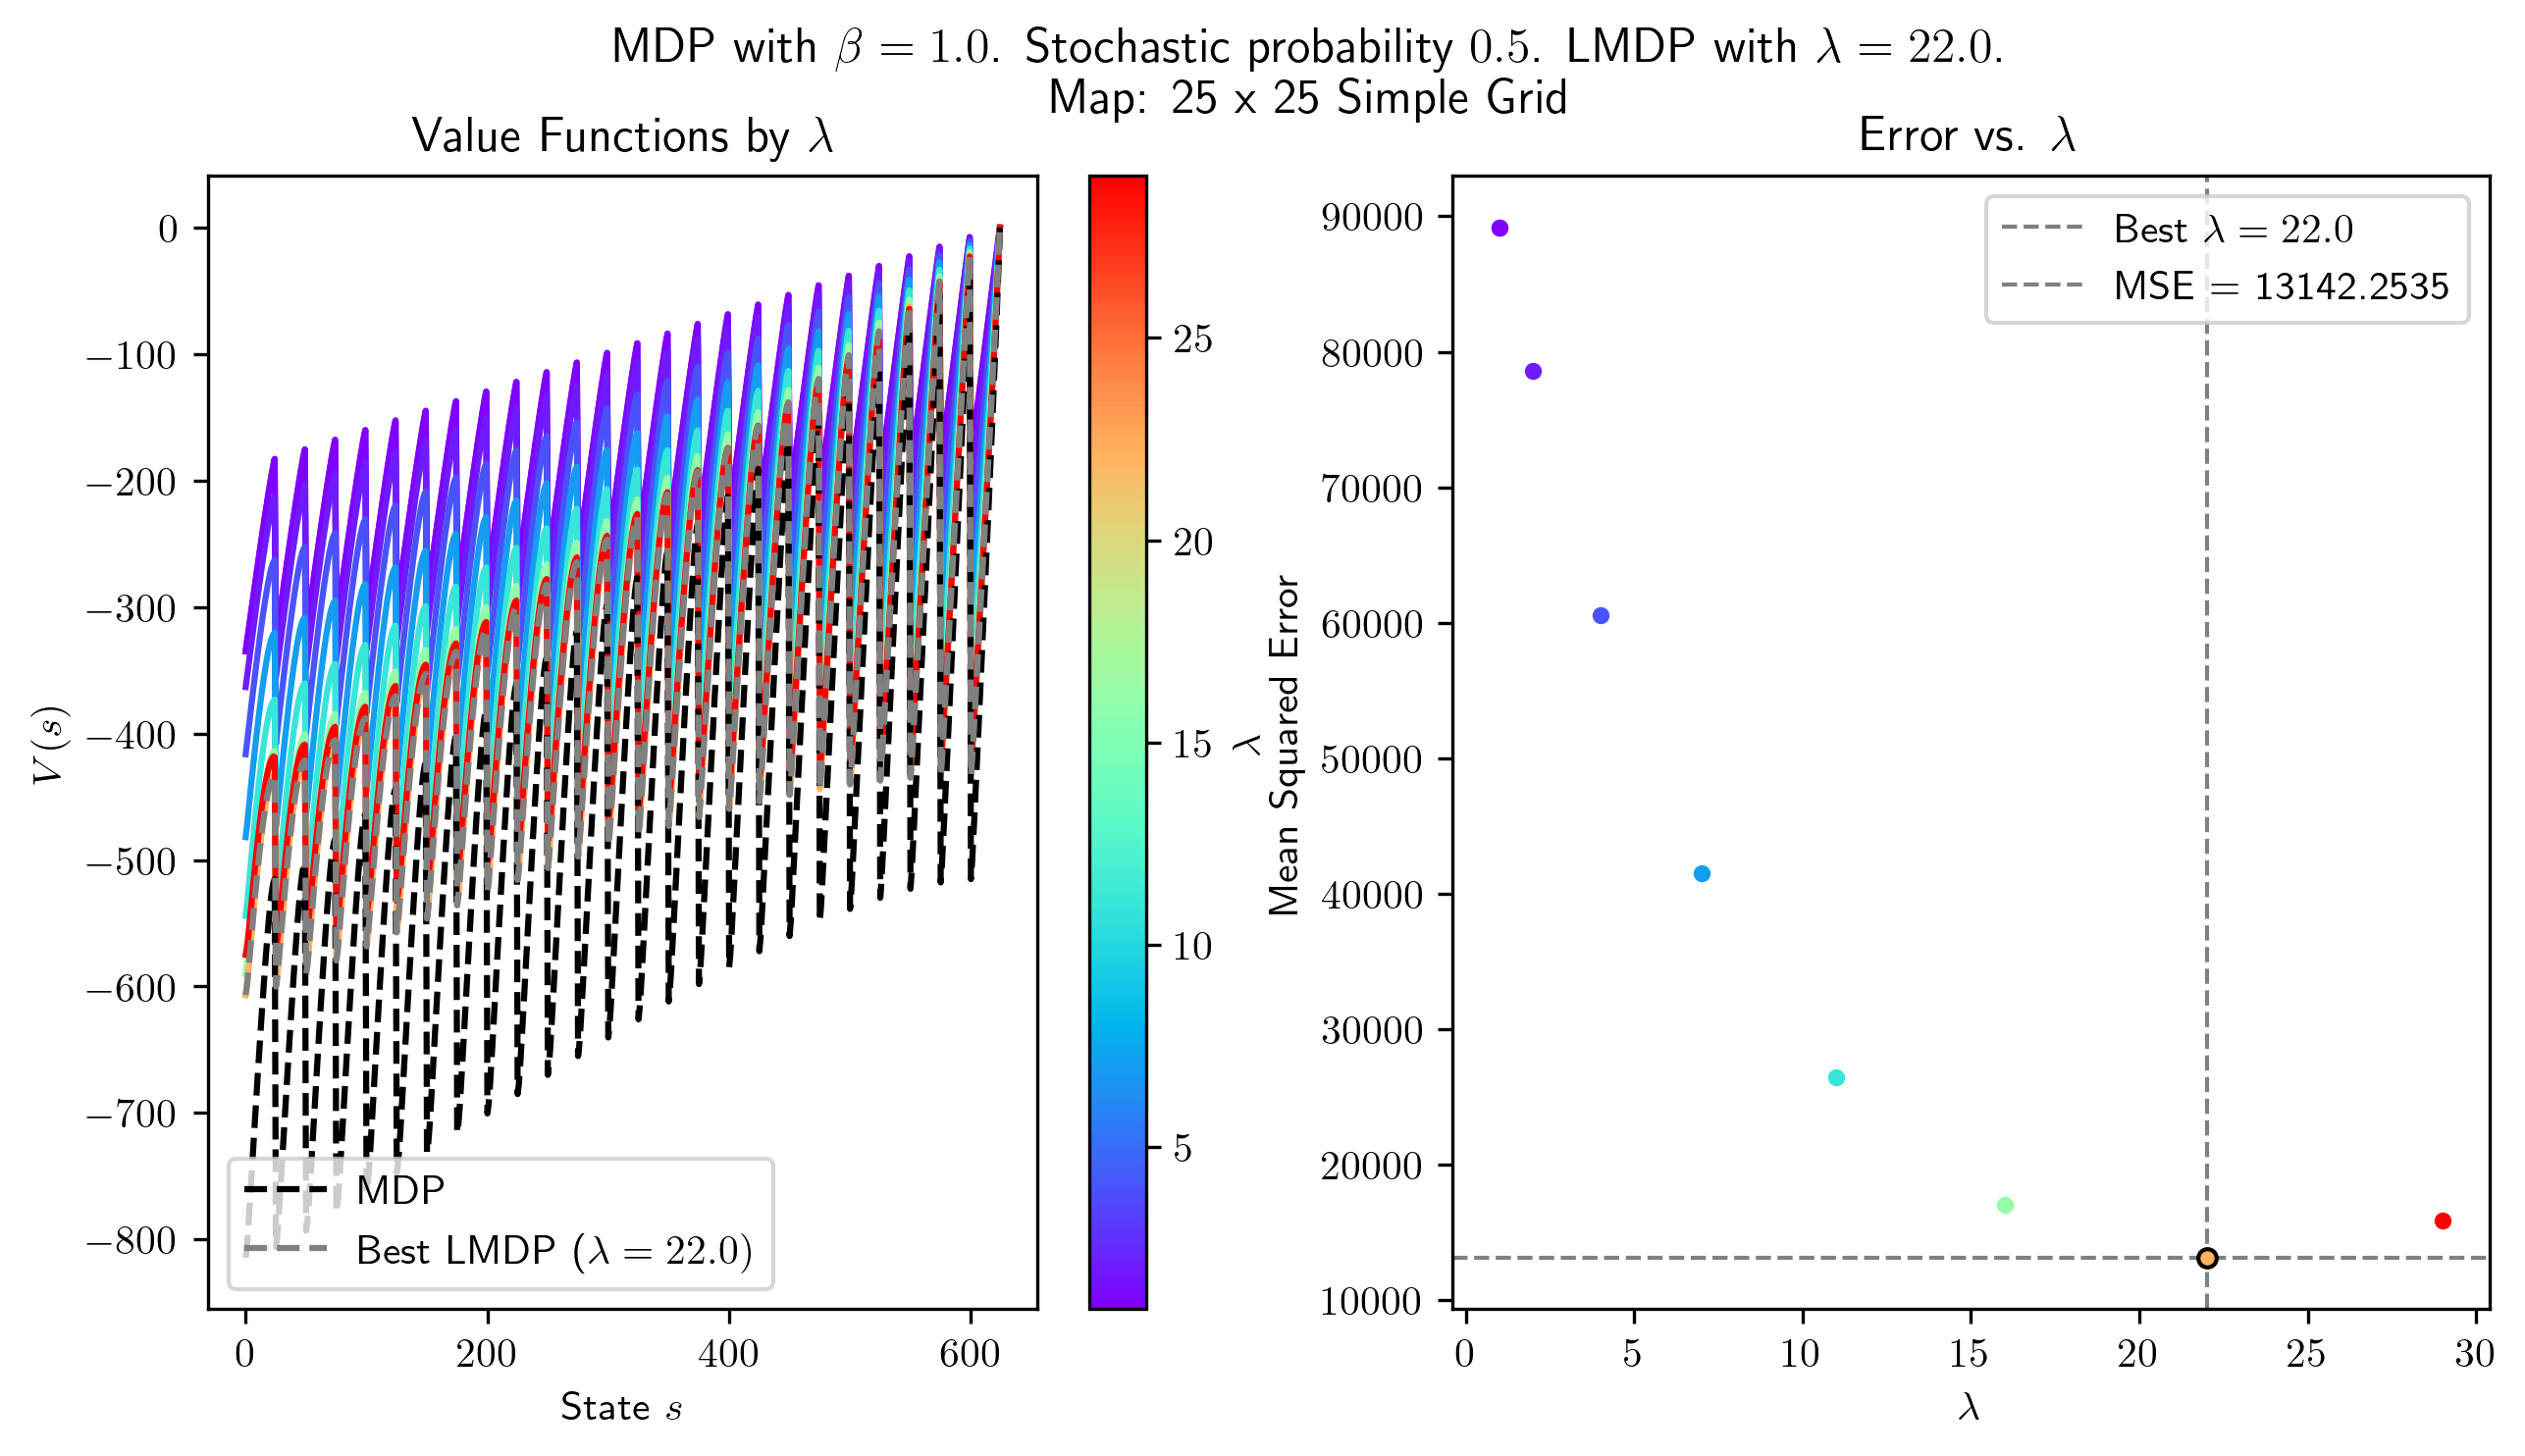 MDP with β = 1.0. Stochastic probability 0.5. LMDP with λ = 22.0.
Map: 25 x 25 Simple Grid
Value Functions by λ
0
−100
−200
−300
−400
−500
−600
−700
−800
V(s)
MDP
Best LMDP (λ = 22.0)
0 200 400 600
State s
25
20
15
10
5
λ
Error vs. λ
90000
80000
70000
60000
50000
40000
30000
20000
10000
Mean Squared Error
Best λ = 22.0
MSE = 13142.2535
0 5 10 15 20 25 30
λ